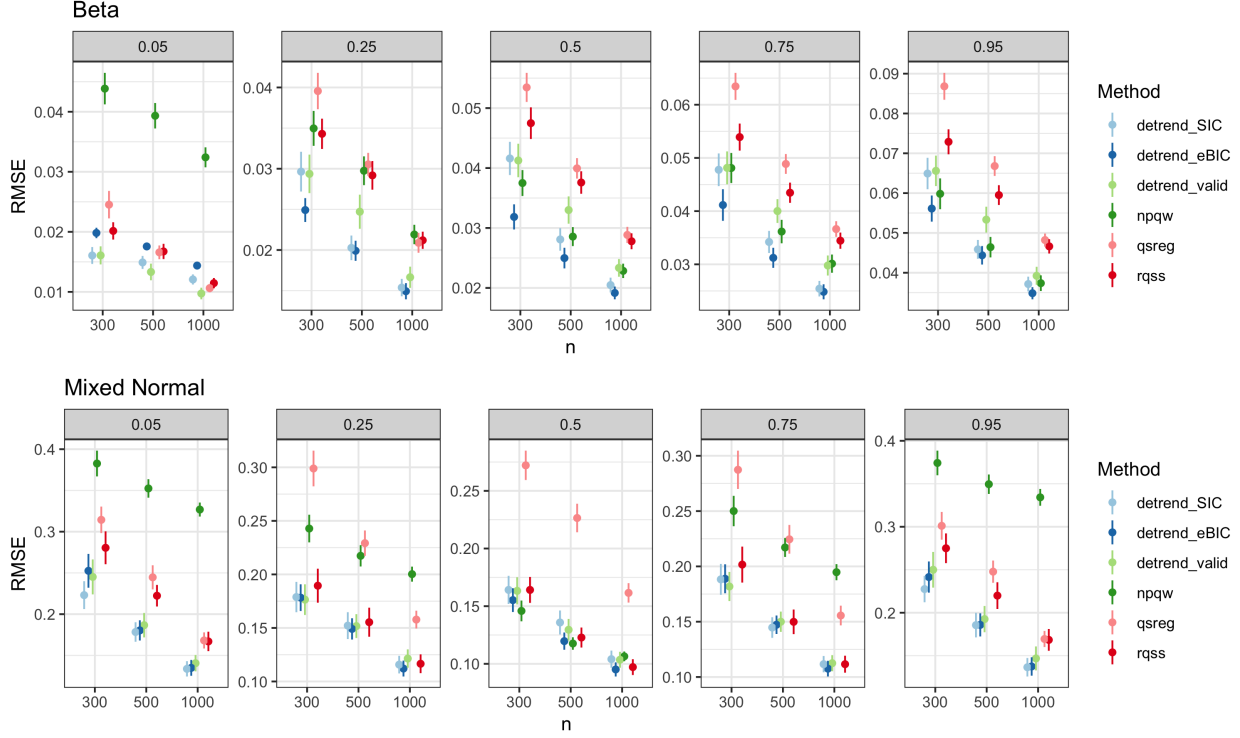 Beta
0.05
0.25
0.5
0.75
0.95
RMSE
0.04
0.03
0.02
0.01
0.04
0.03
0.02
0.05
0.04
0.03
0.02
0.06
0.05
0.04
0.03
0.09
0.08
0.07
0.06
0.05
0.04
300 500 1000
300 500 1000
300 500 1000
300 500 1000
300 500 1000
n
Method
detrend_SIC
detrend_eBIC
detrend_valid
npqw
qsreg
rqss
Mixed Normal
0.05
0.25
0.5
0.75
0.95
RMSE
0.4
0.3
0.2
0.30
0.25
0.20
0.15
0.10
0.25
0.20
0.15
0.10
0.30
0.25
0.20
0.15
0.10
0.4
0.3
0.2
300 500 1000
300 500 1000
300 500 1000
300 500 1000
300 500 1000
n
Method
detrend_SIC
detrend_eBIC
detrend_valid
npqw
qsreg
rqss